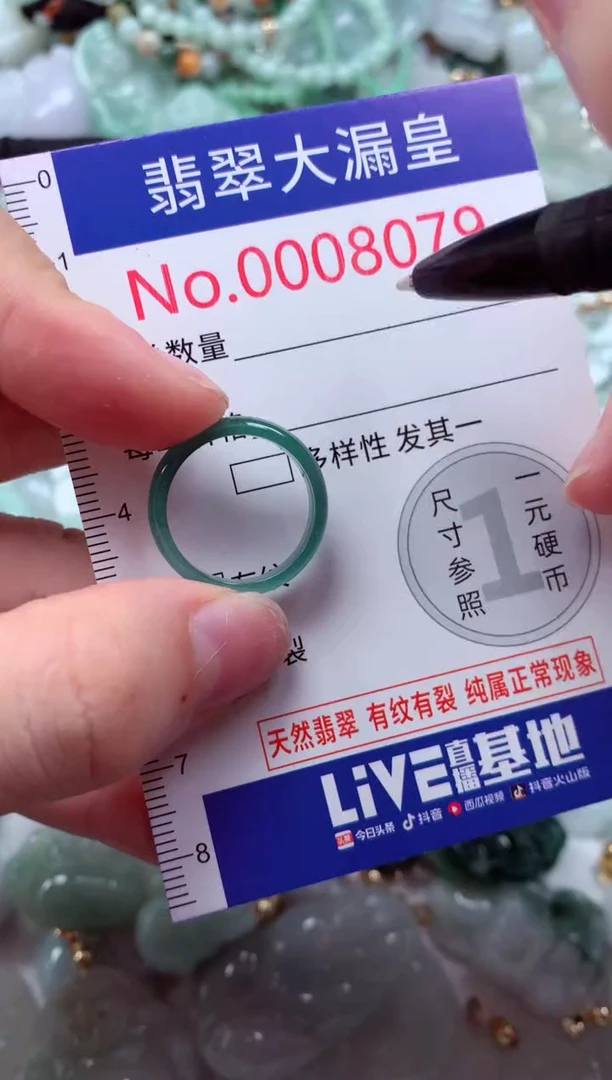 0
翡翠大漏皇
1
No.0008079
数量
多样性 发其一
4
1
尺寸参照
一元硬币
裂
天然翡翠 有纹有裂 纯属正常现象
7
LiVE直播基地
今日头条 抖音 西瓜视频 抖音火山版
8